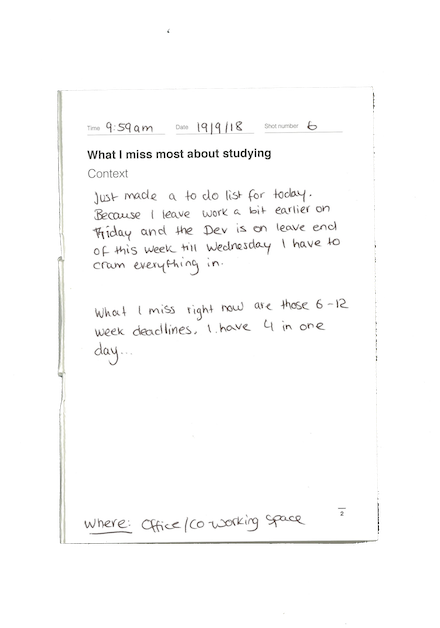 Time 9:59am Date 19/9/18 Shot number 6
What I miss most about studying
Context
Just made a to do list for today.
Because I leave work a bit earlier on
Friday and the Dev is on leave end
of this week till Wednesday I have to
cram everything in.
What I miss right now are those 6-12
week deadlines. I have 4 in one
day...
2
Where: Office/Co working space